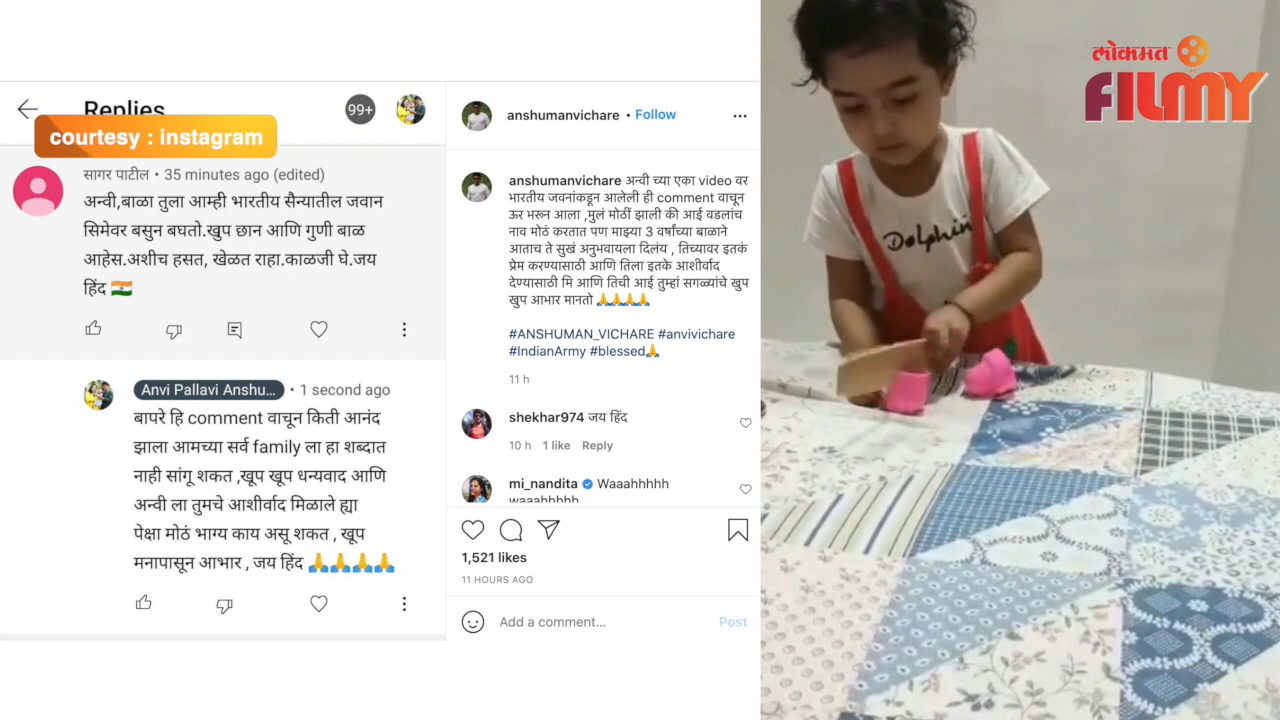 Replies
99+
courtesy : instagram
सागर पाटील • 35 minutes ago (edited)
अन्वी,बाळा तुला आम्ही भारतीय सैन्यातील जवान
सिमेवर बसुन बघतो.खुप छान आणि गुणी बाळ
आहेस.अशीच हसत, खेळत राहा.काळजी घे.जय
हिंद 🇮🇳
Anvi Pallavi Anshu... • 1 second ago
बापरे हि comment वाचून किती आनंद
झाला आमच्या सर्व family ला हा शब्दात
नाही सांगू शकत ,खूप खूप धन्यवाद आणि
अन्वी ला तुमचे आशीर्वाद मिळाले ह्या
पेक्षा मोठं भाग्य काय असू शकत , खूप
मनापासून आभार , जय हिंद 🙏🙏🙏🙏
anshumanvichare • Follow
anshumanvichare अन्वी च्या एका video वर
भारतीय जवनांकडून आलेली ही comment वाचून
ऊर भरून आला ,मुलं मोठीं झाली की आई वडलांच
नाव मोठं करतात पण माझ्या 3 वर्षांच्या बाळाने
आताच ते सुखं अनुभवायला दिलंय , तिच्यावर इतकं
प्रेम करण्यासाठी आणि तिला इतके आशीर्वाद
देण्यासाठी मि आणि तिची आई तुम्हां सगळ्यांचे खुप
खुप आभार मानतो 🙏🙏🙏🙏
#ANSHUMAN_VICHARE #anvivichare
#IndianArmy #blessed🙏
11 h
shekhar974 जय हिंद
10 h 1 like Reply
mi_nandita Waaahhhhh
waaahhhhh
1,521 likes
11 HOURS AGO
Add a comment...
Post
Dolphin
लोकमत
FILMY